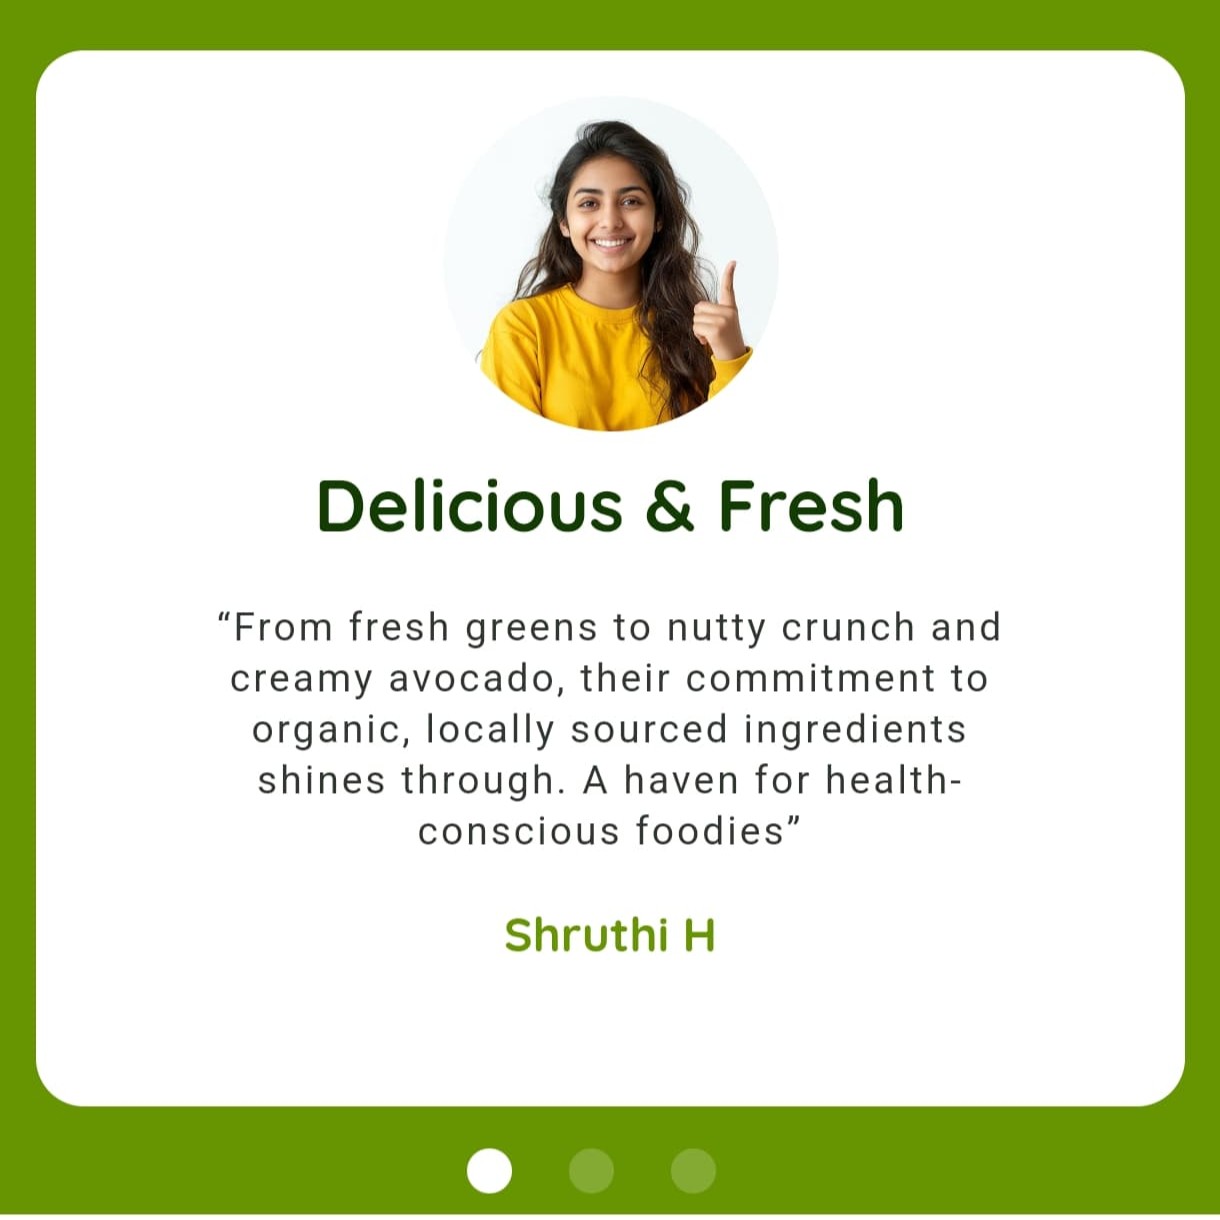 Delicious & Fresh
“From fresh greens to nutty crunch and
creamy avocado, their commitment to
organic, locally sourced ingredients
shines through. A haven for health-
conscious foodies”
Shruthi H